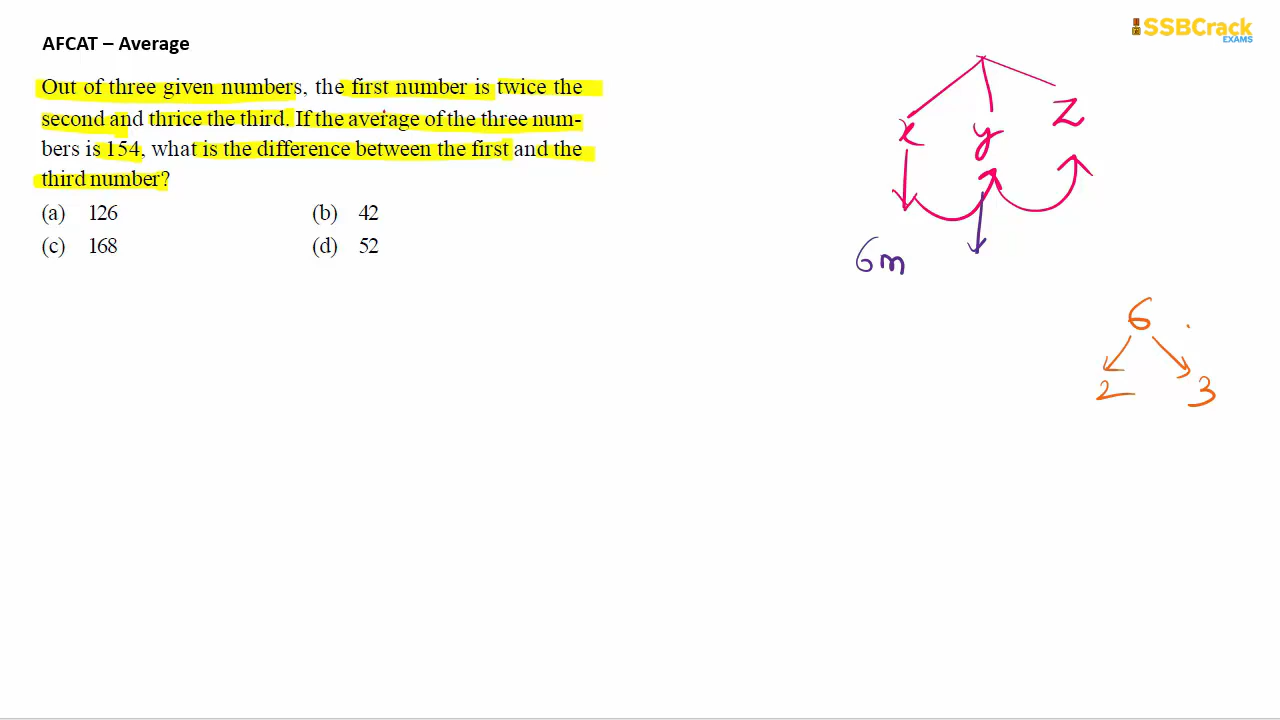 SSBCrack
EXAMS
AFCAT – Average
Out of three given numbers, the first number is twice the
second and thrice the third. If the average of the three num-
bers is 154, what is the difference between the first and the
third number?
(a) 126 (b) 42
(c) 168 (d) 52
x y z
6m
6
2 3